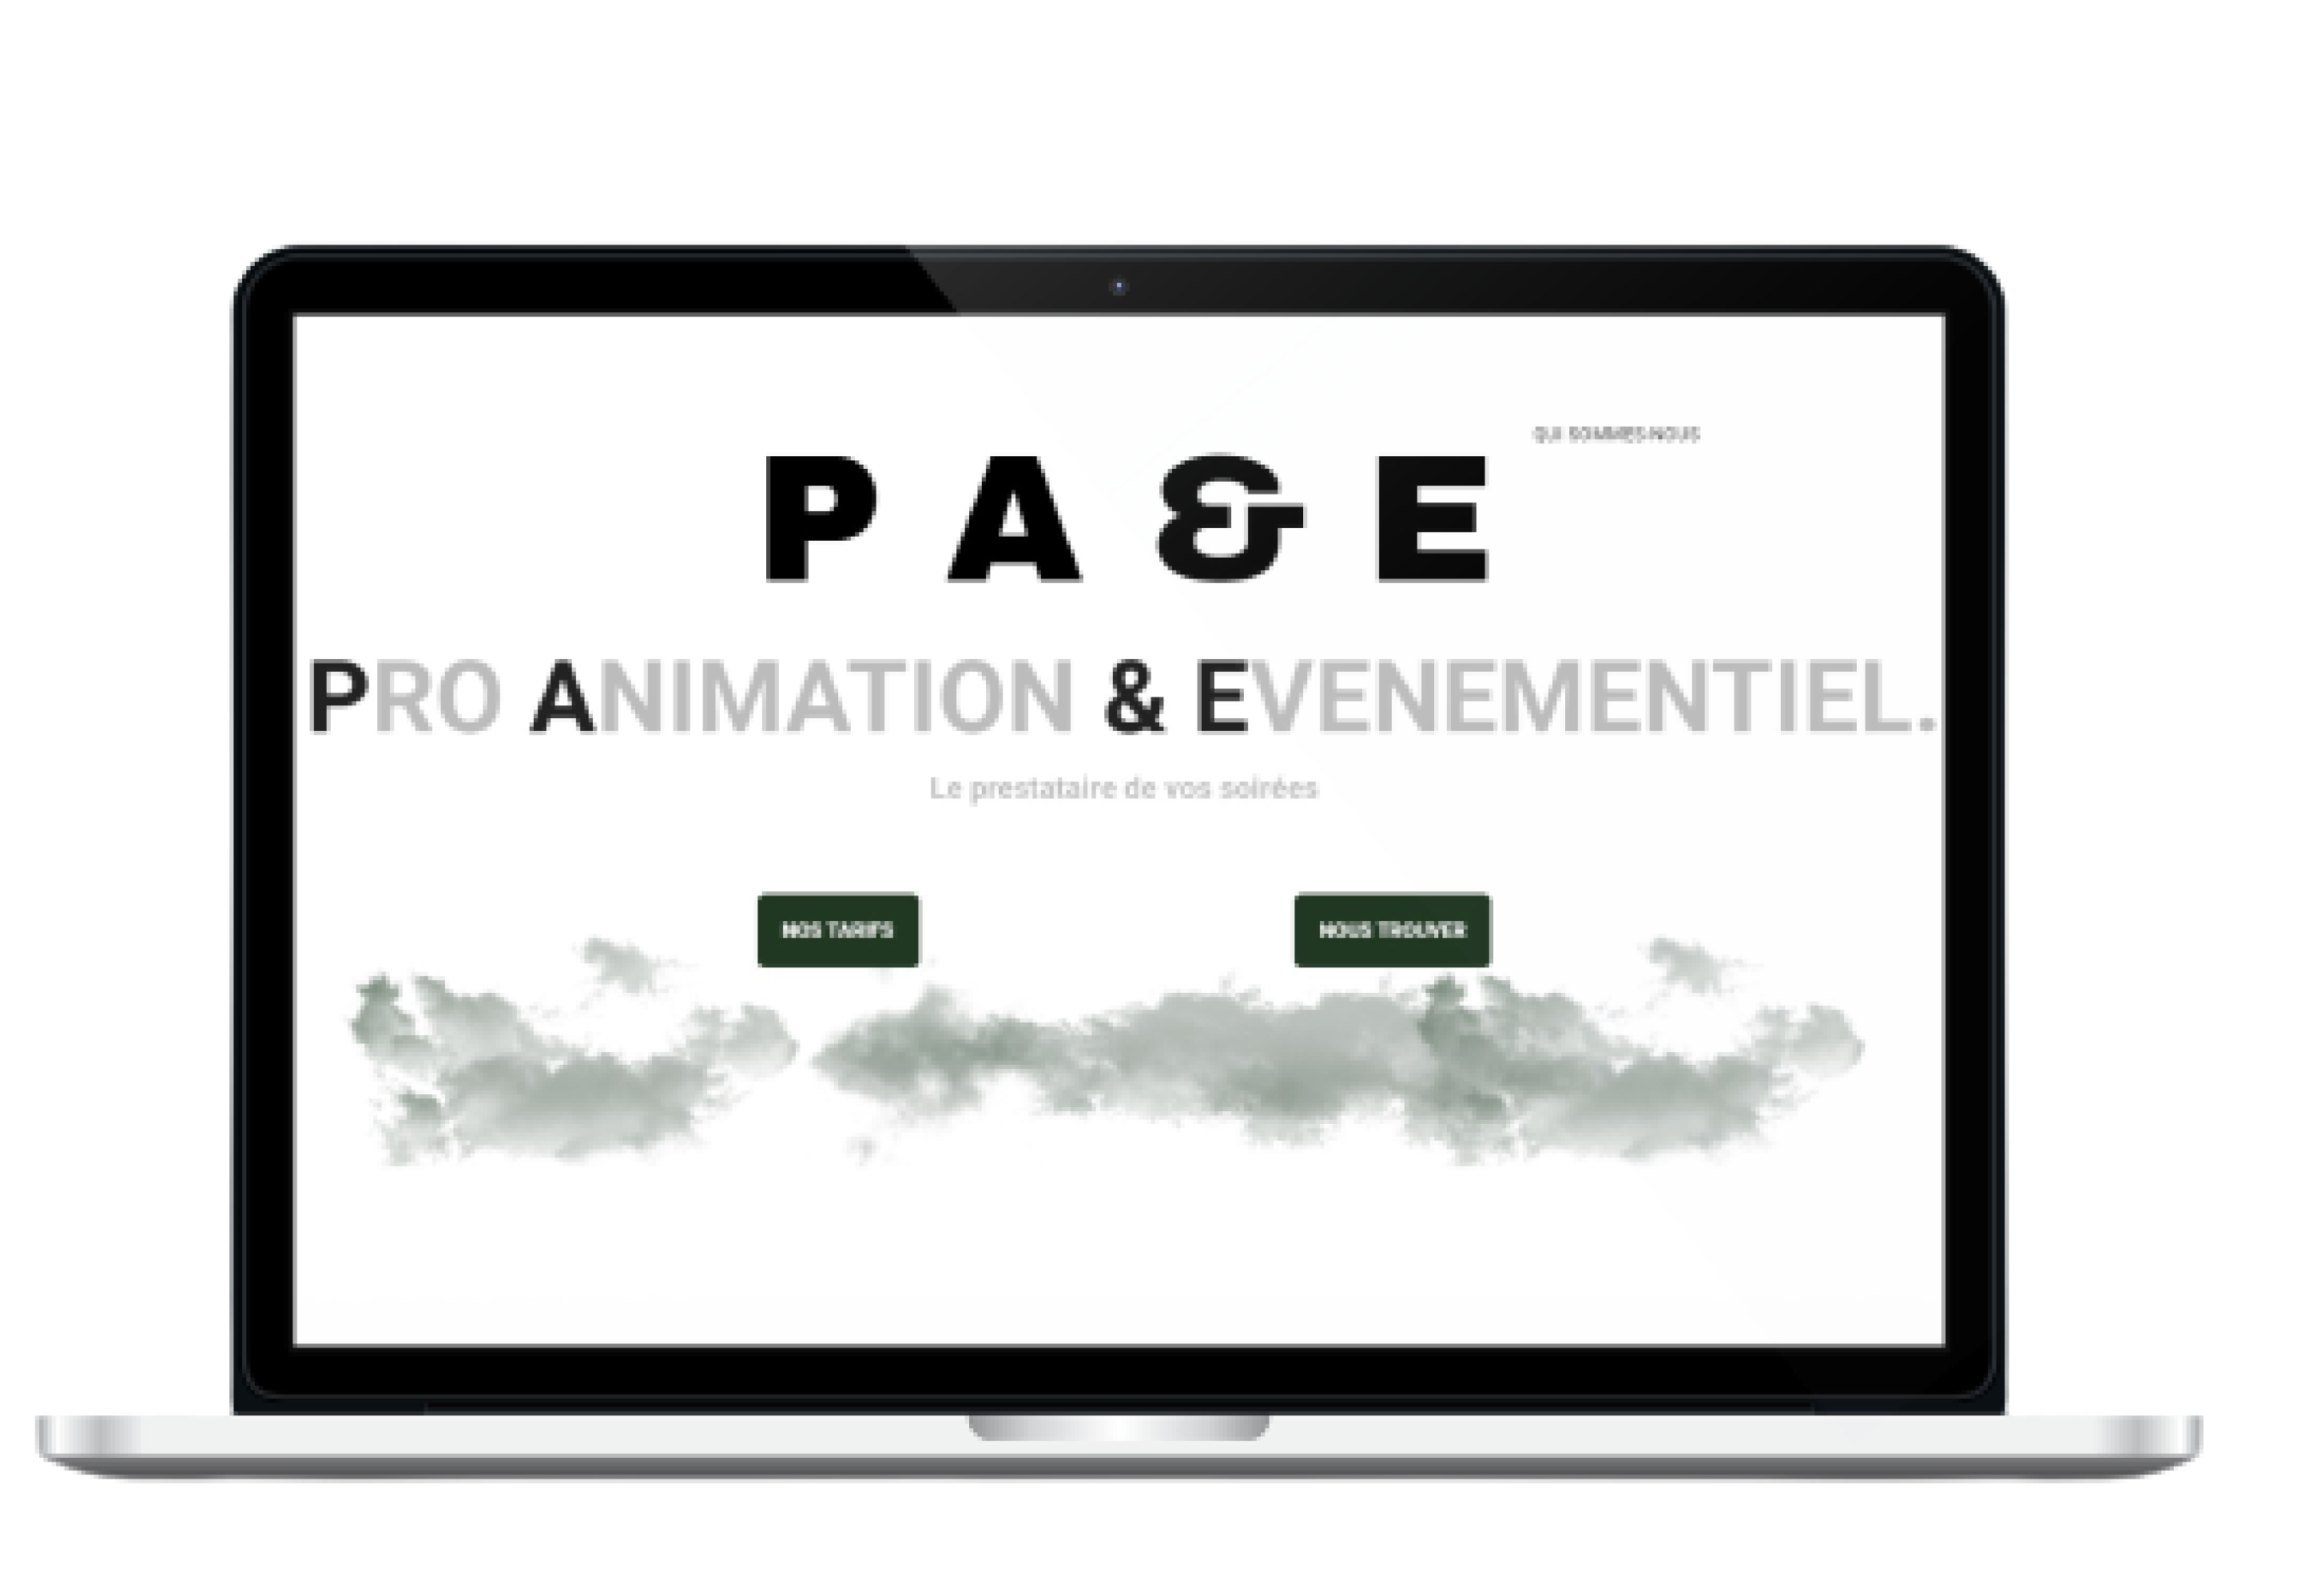 QUI SOMMES-NOUS
PA&E
PRO ANIMATION & EVENEMENTIEL.
Le prestataire de vos soirées
NOS TARIFS
NOUS TROUVER